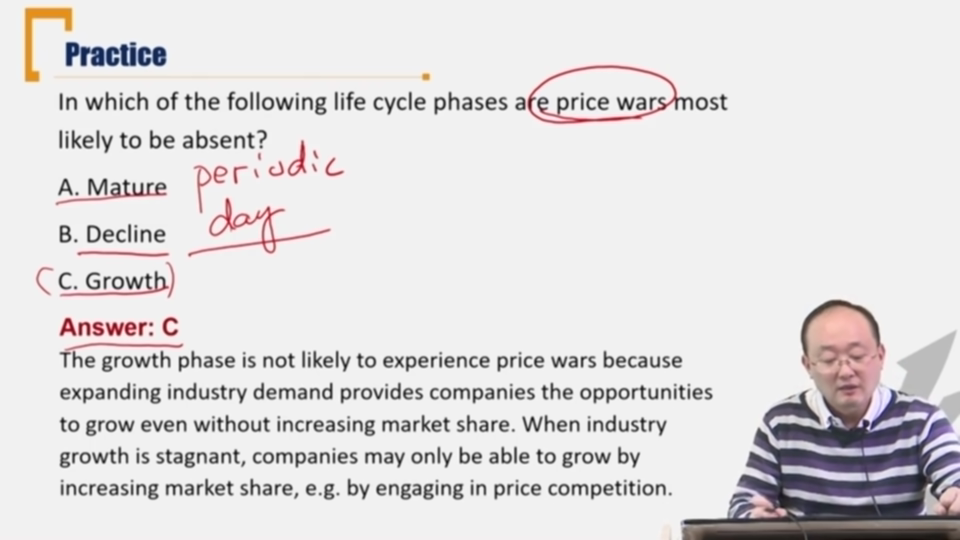 Practice
In which of the following life cycle phases are price wars most
likely to be absent?
A. Mature
periodic
B. Decline
day
C. Growth
Answer: C
The growth phase is not likely to experience price wars because
expanding industry demand provides companies the opportunities
to grow even without increasing market share. When industry
growth is stagnant, companies may only be able to grow by
increasing market share, e.g. by engaging in price competition.